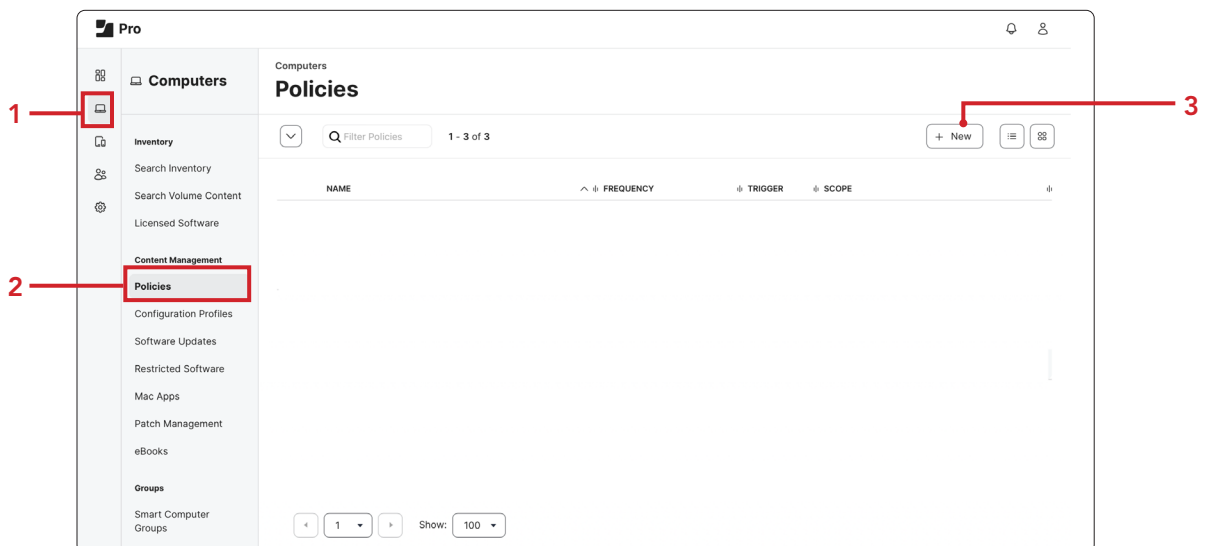 Pro
Computers
Computers
Policies
1
3
Inventory
Filter Policies
1 - 3 of 3
+ New
Search Inventory
Search Volume Content
NAME
FREQUENCY
TRIGGER
SCOPE
Licensed Software
Content Management
2
Policies
Configuration Profiles
Software Updates
Restricted Software
Mac Apps
Patch Management
eBooks
Groups
Smart Computer
Groups
1
Show:
100